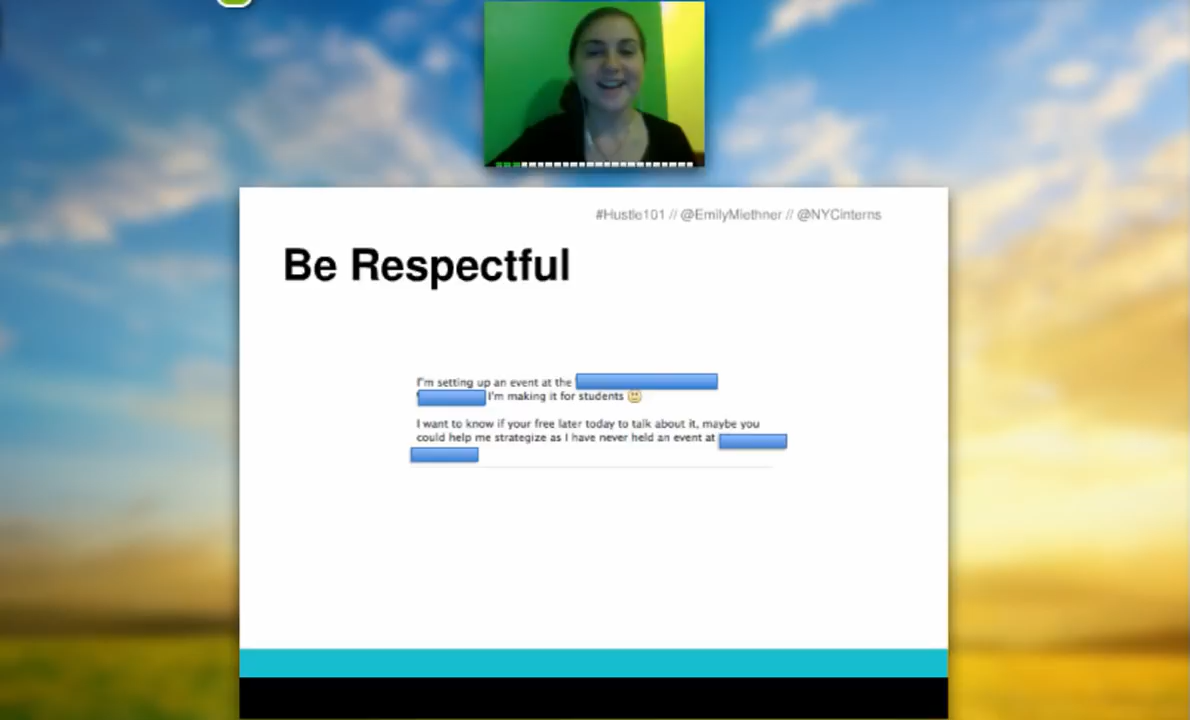 #Hustle101 // @EmilyMiethner // @NYCinterns
Be Respectful
I'm setting up an event at the
I'm making it for students
I want to know if your free later today to talk about it, maybe you
could help me strategize as I have never held an event at